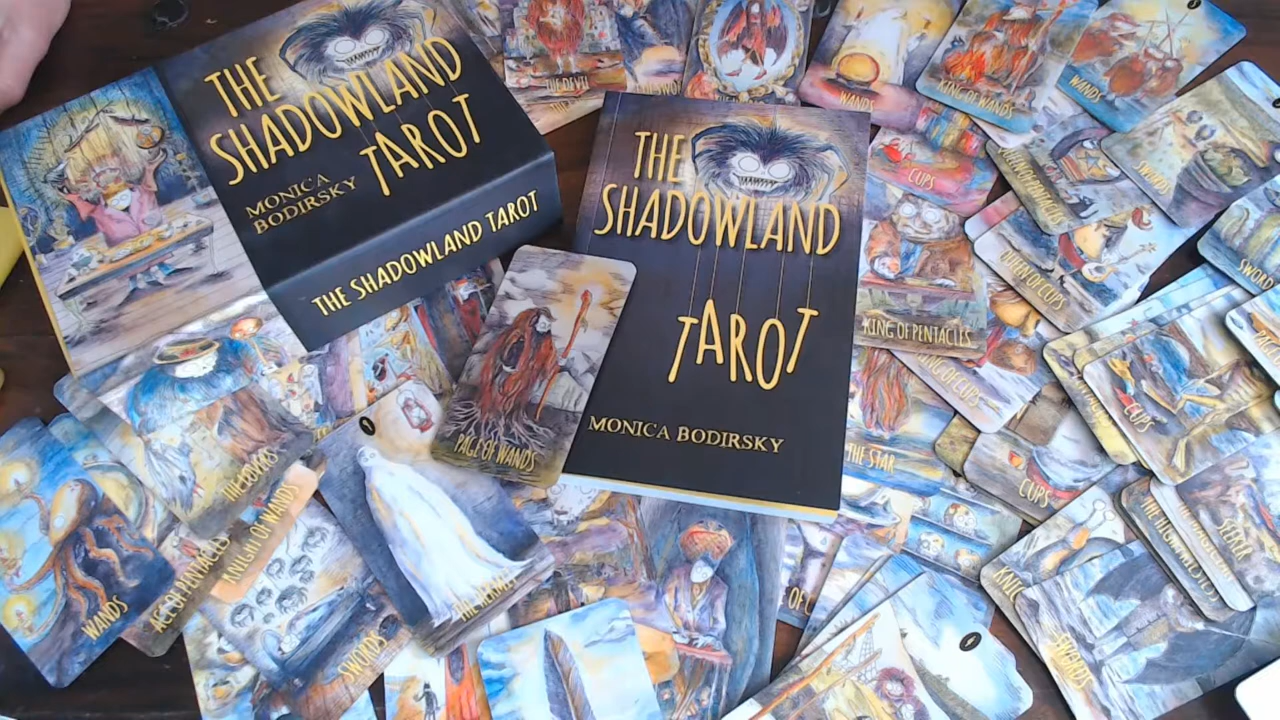 THE
SHADOWLAND
TAROT
MONICA
BODIRSKY
THE SHADOWLAND TAROT
THE
SHADOWLAND
TAROT
MONICA BODIRSKY
THE DEVIL
WANDS
KING OF WANDS
WANDS
CUPS
SWORDS
QUEEN OF CUPS
KING OF PENTACLES
KING OF CUPS
CUPS
THE STAR
CUPS
PAGE OF WANDS
THE LOVERS
KNIGHT OF WANDS
ACE OF PENTACLES
WANDS
SWORDS
THE HERMIT
SWORDS